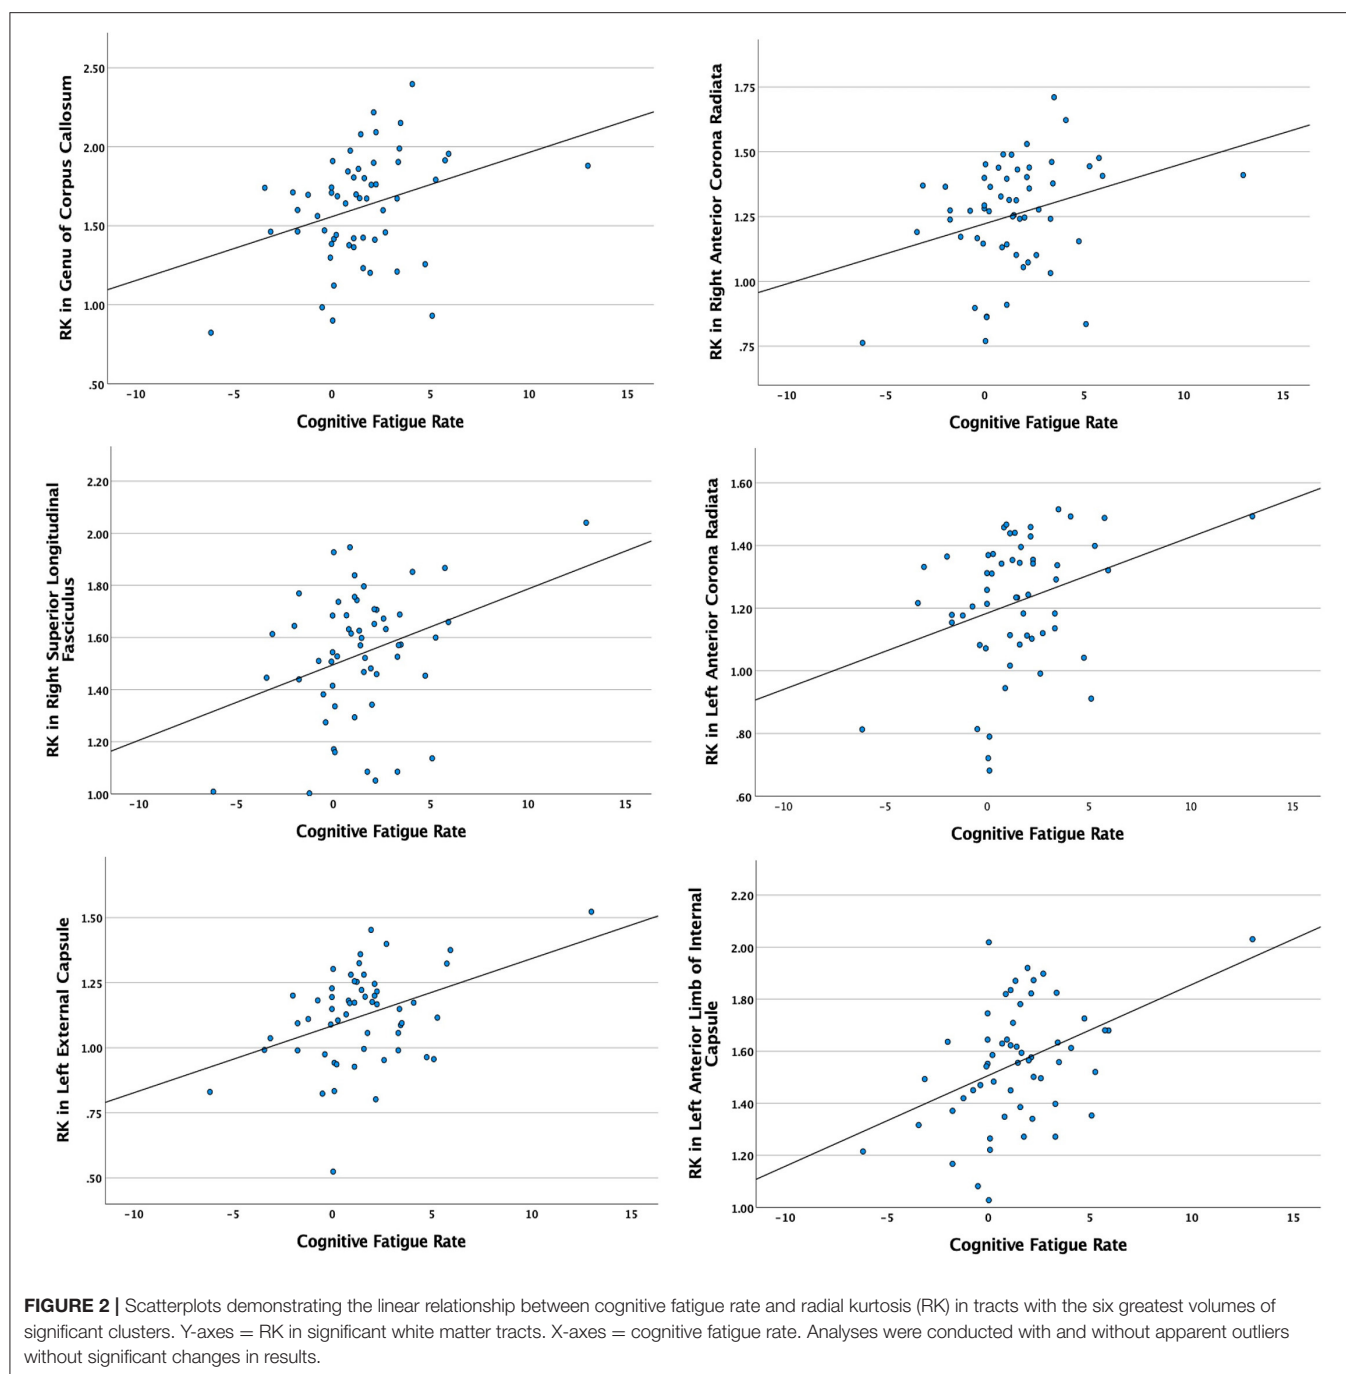 2.50
2.00
1.50
1.00
.50
RK in Genu of Corpus Callosum
-10 -5 0 5 10 15
Cognitive Fatigue Rate
1.75
1.50
1.25
1.00
.75
RK in Right Anterior Corona Radiata
-10 -5 0 5 10 15
Cognitive Fatigue Rate
2.20
2.00
1.80
1.60
1.40
1.20
1.00
RK in Right Superior Longitudinal
Fasciculus
-10 -5 0 5 10 15
Cognitive Fatigue Rate
1.60
1.40
1.20
1.00
.80
.60
RK in Left Anterior Corona Radiata
-10 -5 0 5 10 15
Cognitive Fatigue Rate
1.50
1.25
1.00
.75
.50
RK in Left External Capsule
-10 -5 0 5 10 15
Cognitive Fatigue Rate
2.20
2.00
1.80
1.60
1.40
1.20
1.00
RK in Left Anterior Limb of Internal
Capsule
-10 -5 0 5 10 15
Cognitive Fatigue Rate
FIGURE 2 | Scatterplots demonstrating the linear relationship between cognitive fatigue rate and radial kurtosis (RK) in tracts with the six greatest volumes of
significant clusters. Y-axes = RK in significant white matter tracts. X-axes = cognitive fatigue rate. Analyses were conducted with and without apparent outliers
without significant changes in results.